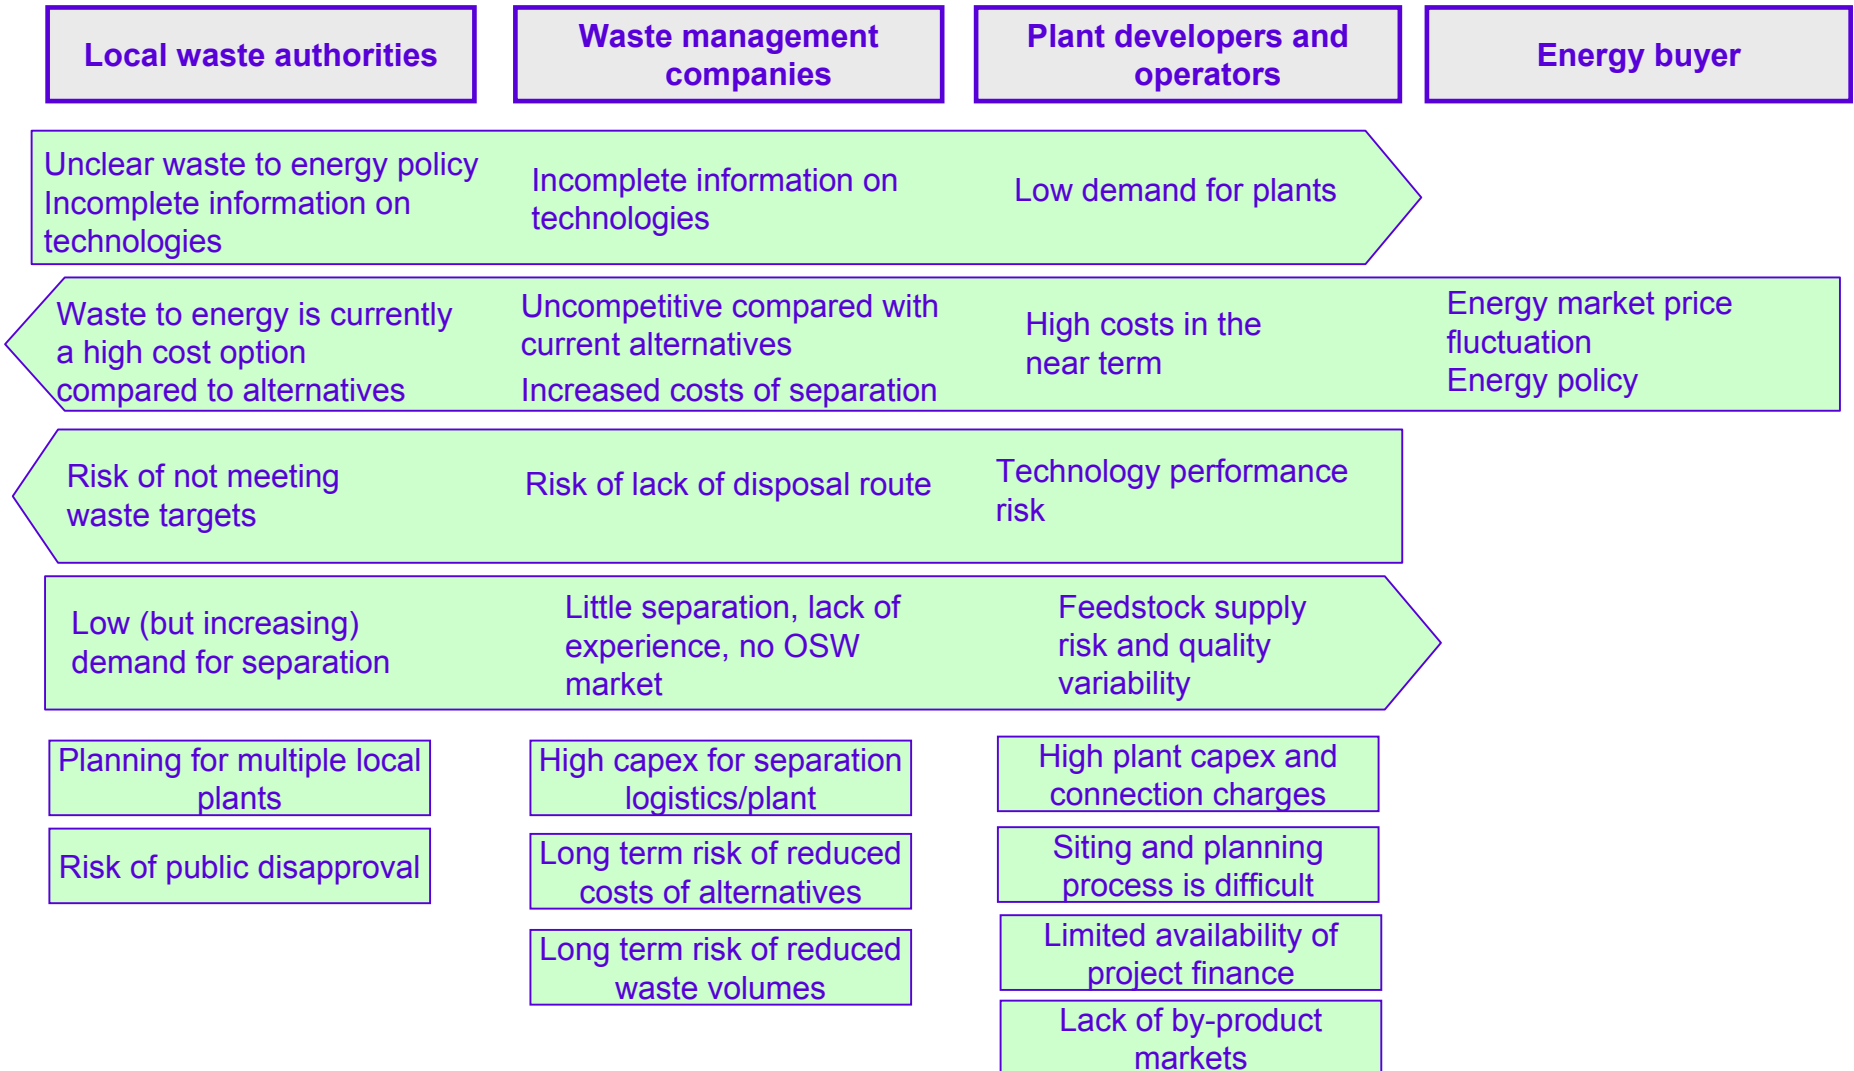 Local waste authorities
Waste management
companies
Plant developers and
operators
Energy buyer
Unclear waste to energy policy
Incomplete information on
technologies
Incomplete information on
technologies
Low demand for plants
Waste to energy is currently
a high cost option
compared to alternatives
Uncompetitive compared with
current alternatives
Increased costs of separation
High costs in the
near term
Energy market price
fluctuation
Energy policy
Risk of not meeting
waste targets
Risk of lack of disposal route
Technology performance
risk
Low (but increasing)
demand for separation
Little separation, lack of
experience, no OSW
market
Feedstock supply
risk and quality
variability
Planning for multiple local
plants
Risk of public disapproval
High capex for separation
logistics/plant
Long term risk of reduced
costs of alternatives
Long term risk of reduced
waste volumes
High plant capex and
connection charges
Siting and planning
process is difficult
Limited availability of
project finance
Lack of by-product
markets